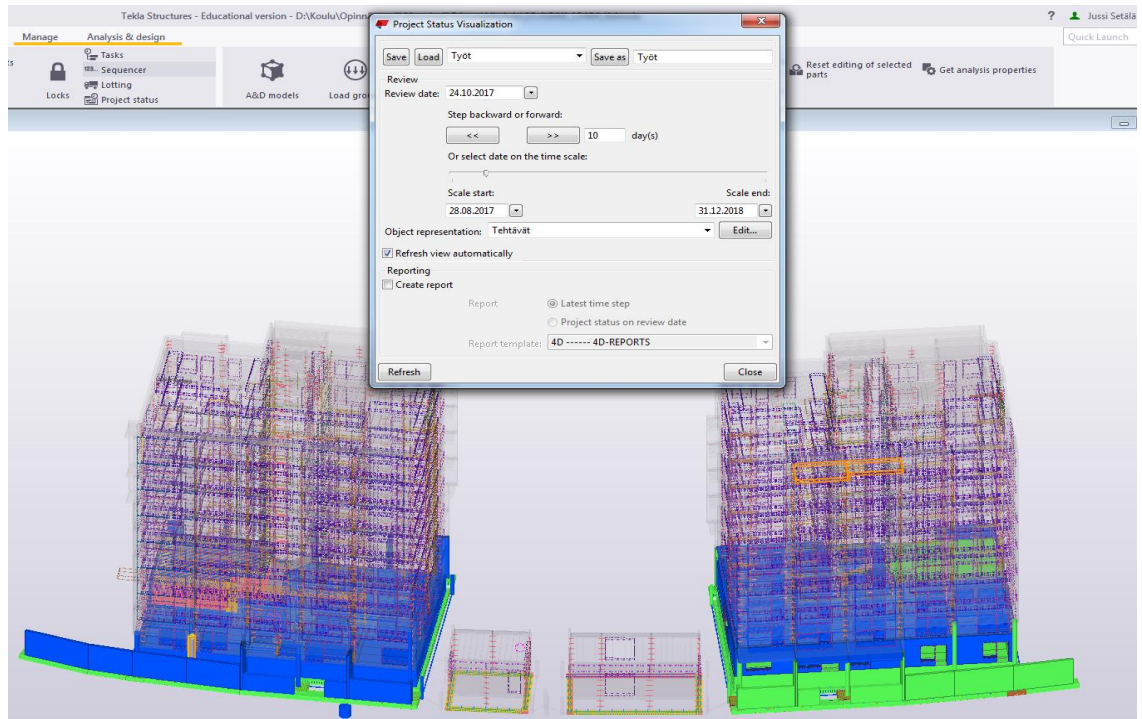 Tekla Structures - Educational version - D:\Koulu\Opinn
? Jussi Setälä
Manage Analysis & design
Quick Launch
Tasks
Sequencer
Lotting
Project status
Locks
A&D models
Load gro
Reset editing of selected
parts
Get analysis properties
Project Status Visualization
Save Load Työt Save as Työt
Review
Review date: 24.10.2017
Step backward or forward:
<< >> 10 day(s)
Or select date on the time scale:
Scale start: Scale end:
28.08.2017 31.12.2018
Object representation: Tehtävät Edit...
Refresh view automatically
Reporting
Create report
Report Latest time step
Project status on review date
Report template: 4D ------ 4D-REPORTS
Refresh Close